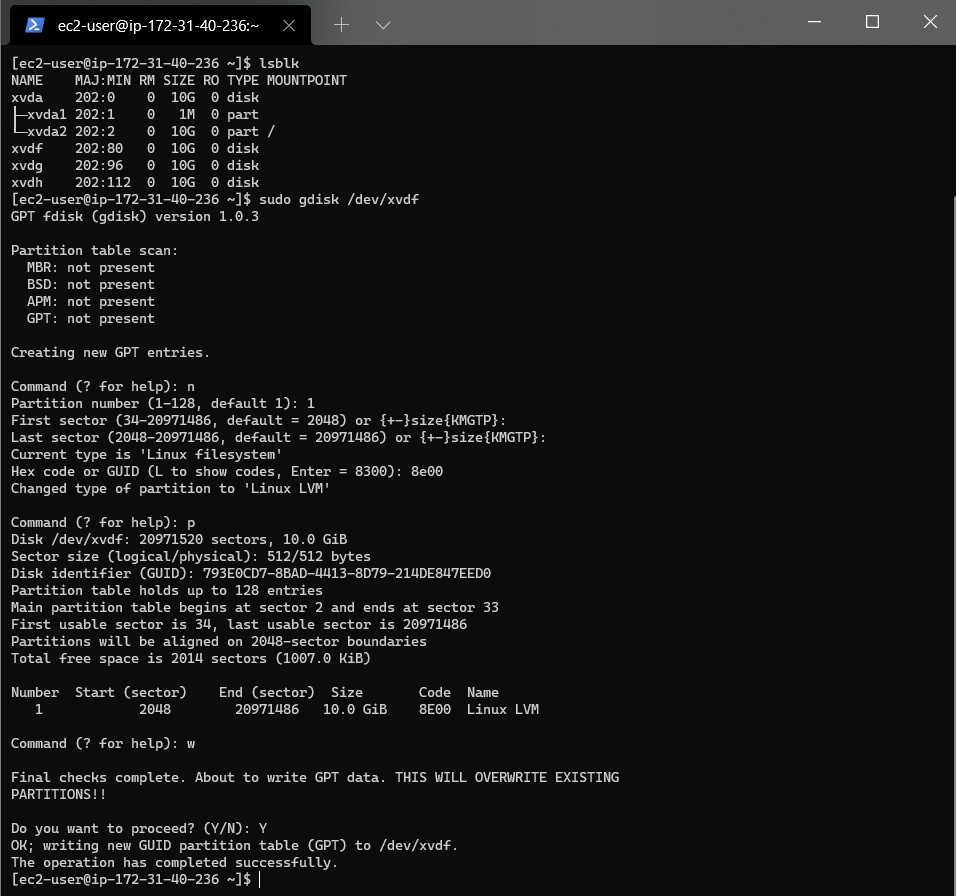 ec2-user@ip-172-31-40-236:~
[ec2-user@ip-172-31-40-236 ~]$ lsblk
NAME    MAJ:MIN RM SIZE RO TYPE MOUNTPOINT
xvda    202:0    0  10G  0 disk
├─xvda1 202:1    0   1M  0 part
└─xvda2 202:2    0  10G  0 part /
xvdf    202:80   0  10G  0 disk
xvdg    202:96   0  10G  0 disk
xvdh    202:112  0  10G  0 disk
[ec2-user@ip-172-31-40-236 ~]$ sudo gdisk /dev/xvdf
GPT fdisk (gdisk) version 1.0.3

Partition table scan:
  MBR: not present
  BSD: not present
  APM: not present
  GPT: not present

Creating new GPT entries.

Command (? for help): n
Partition number (1-128, default 1): 1
First sector (34-20971486, default = 2048) or {+-}size{KMGTP}:
Last sector (2048-20971486, default = 20971486) or {+-}size{KMGTP}:
Current type is 'Linux filesystem'
Hex code or GUID (L to show codes, Enter = 8300): 8e00
Changed type of partition to 'Linux LVM'

Command (? for help): p
Disk /dev/xvdf: 20971520 sectors, 10.0 GiB
Sector size (logical/physical): 512/512 bytes
Disk identifier (GUID): 793E0CD7-8BAD-4413-8D79-214DE847EED0
Partition table holds up to 128 entries
Main partition table begins at sector 2 and ends at sector 33
First usable sector is 34, last usable sector is 20971486
Partitions will be aligned on 2048-sector boundaries
Total free space is 2014 sectors (1007.0 KiB)

Number  Start (sector)    End (sector)  Size       Code  Name
   1            2048        20971486   10.0 GiB    8E00  Linux LVM

Command (? for help): w

Final checks complete. About to write GPT data. THIS WILL OVERWRITE EXISTING
PARTITIONS!!

Do you want to proceed? (Y/N): Y
OK; writing new GUID partition table (GPT) to /dev/xvdf.
The operation has completed successfully.
[ec2-user@ip-172-31-40-236 ~]$